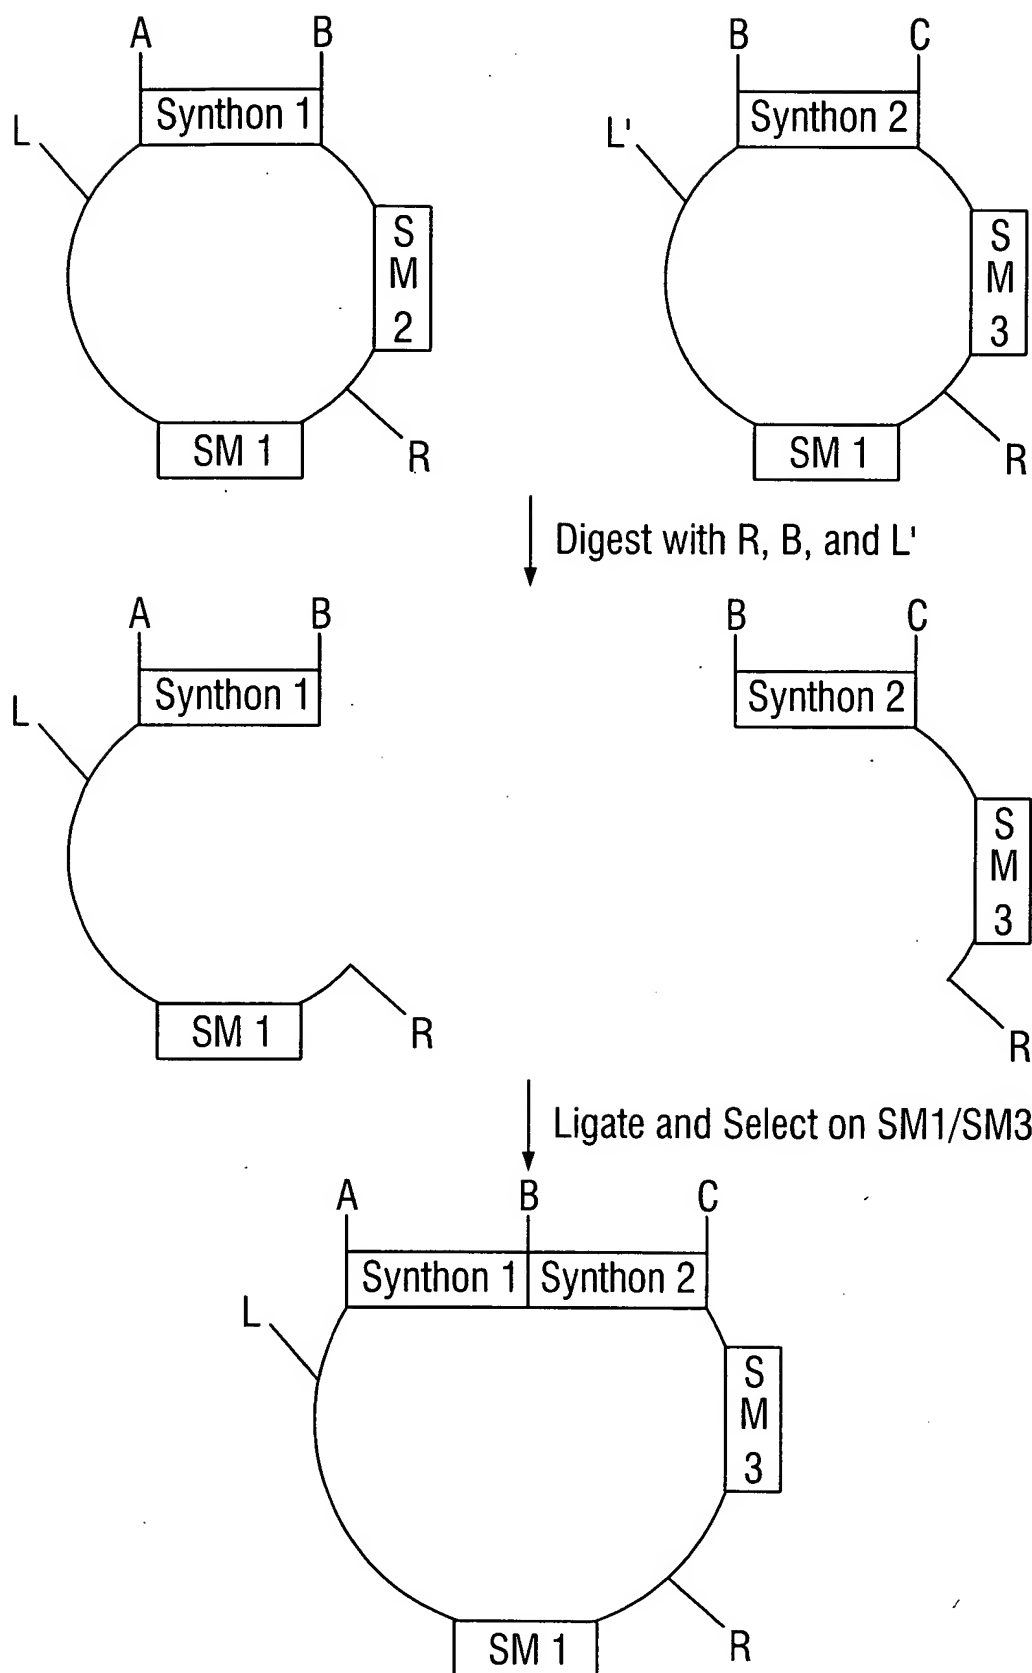 A B
Synthon 1
L
S
M
2
SM 1
R
B C
Synthon 2
L'
S
M
3
SM 1
R
Digest with R, B, and L'
A B
Synthon 1
L
SM 1
R
B C
Synthon 2
S
M
3
R
Ligate and Select on SM1/SM3
A B C
Synthon 1 Synthon 2
L
S
M
3
R
SM 1